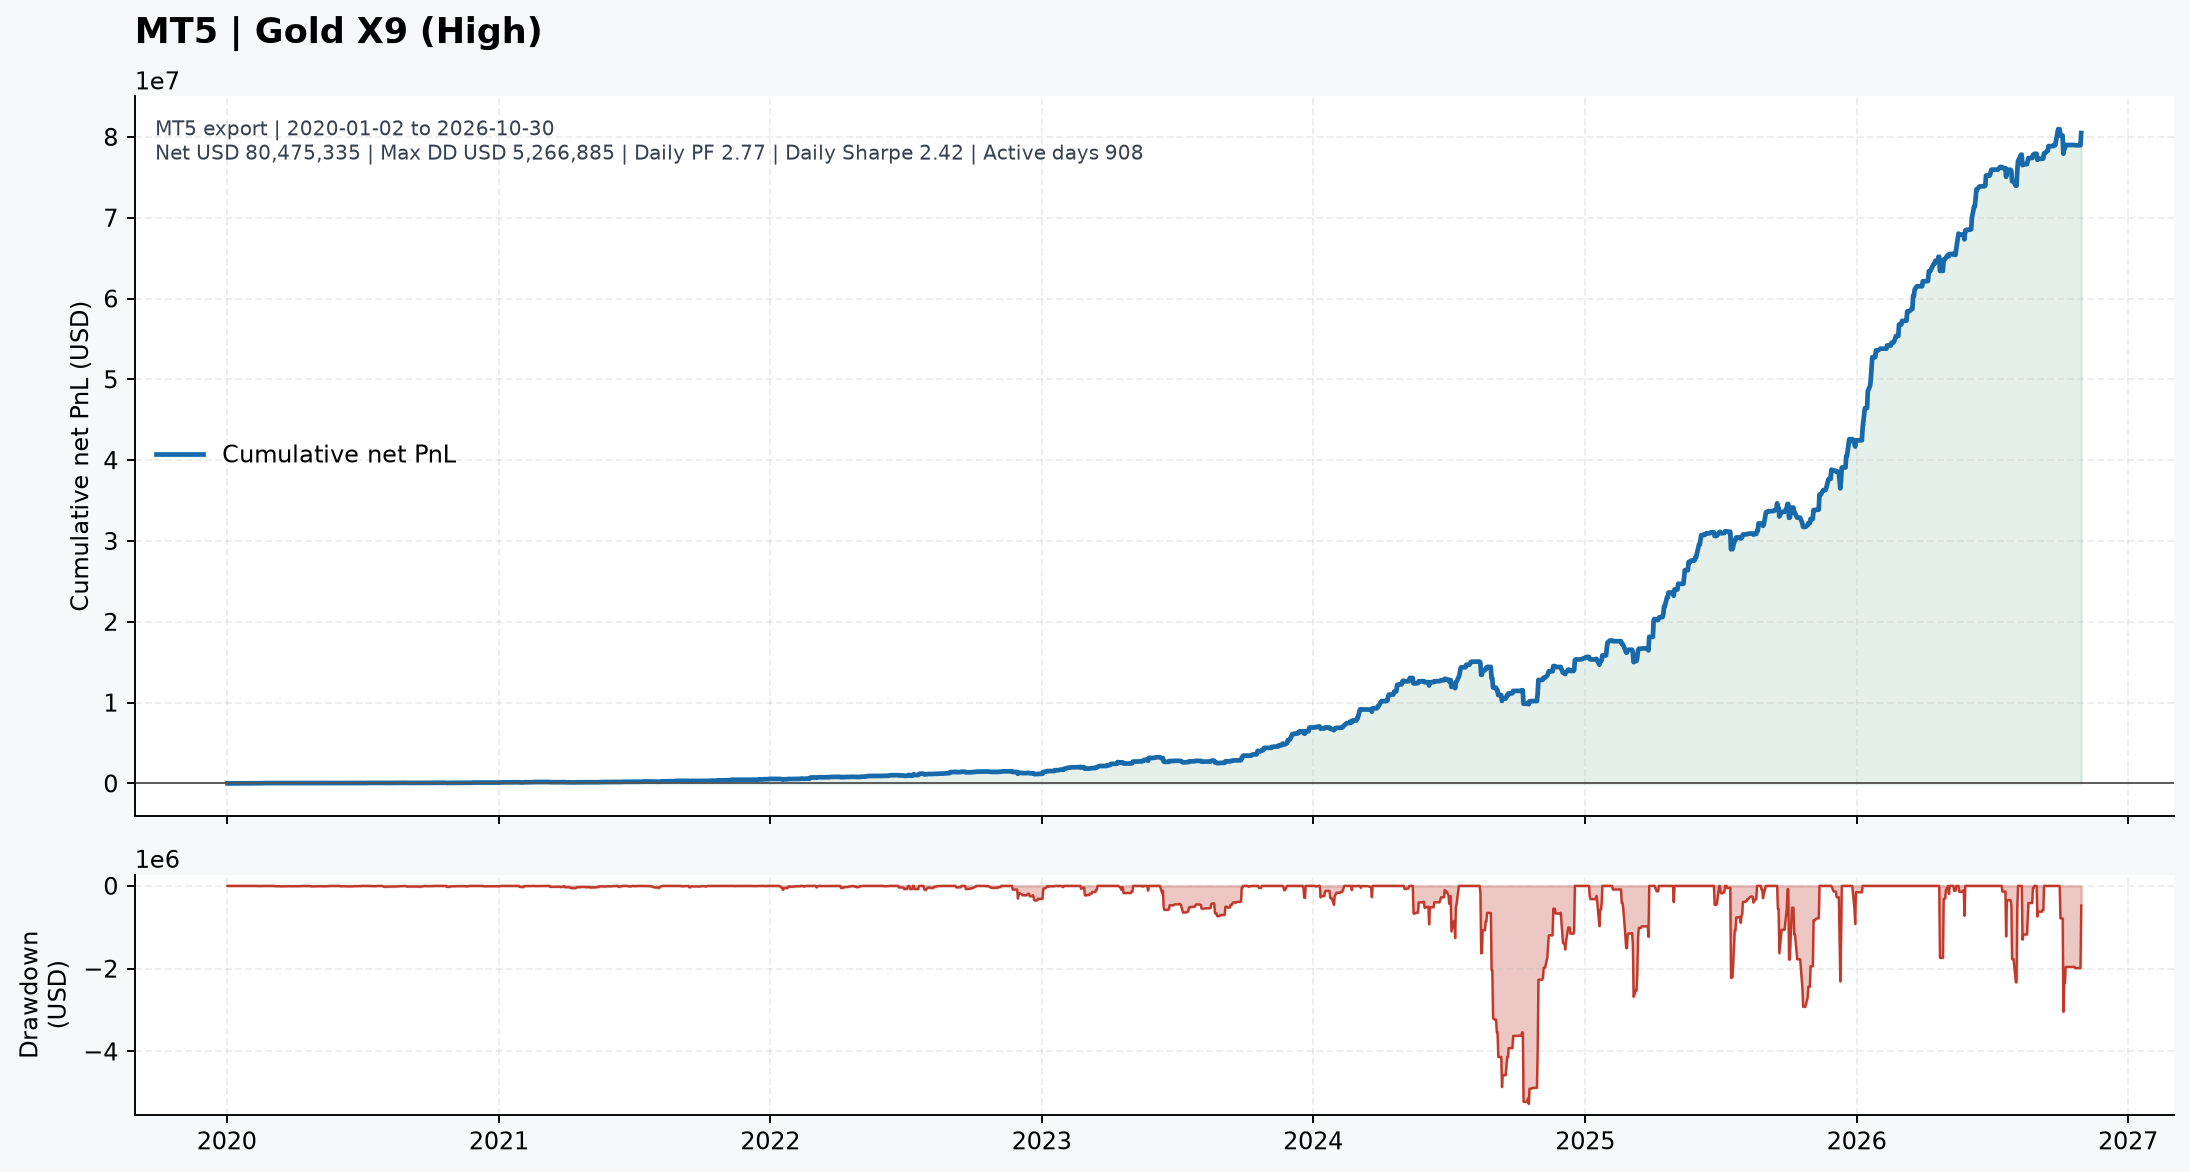 MT5 | Gold X9 (High)
1e7
MT5 export | 2020-01-02 to 2026-10-30
Net USD 80,475,335 | Max DD USD 5,266,885 | Daily PF 2.77 | Daily Sharpe 2.42 | Active days 908
8
7
6
5
4
3
2
1
0
Cumulative net PnL (USD)
Cumulative net PnL
1e6
0
−2
−4
Drawdown
(USD)
2020
2021
2022
2023
2024
2025
2026
2027